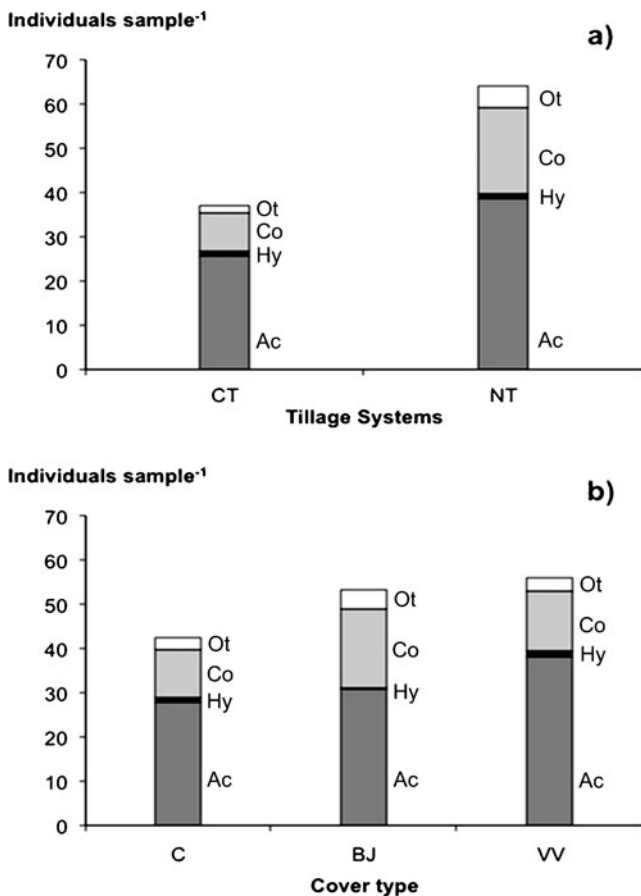 Individuals sample⁻¹
a)
70
60
50
40
30
20
10
0
Ot
Co
Hy
Ac
Ot
Co
Hy
Ac
CT
NT
Tillage Systems
Individuals sample⁻¹
b)
70
60
50
40
30
20
10
0
Ot
Co
Hy
Ac
Ot
Co
Hy
Ac
Ot
Co
Hy
Ac
C
BJ
VV
Cover type